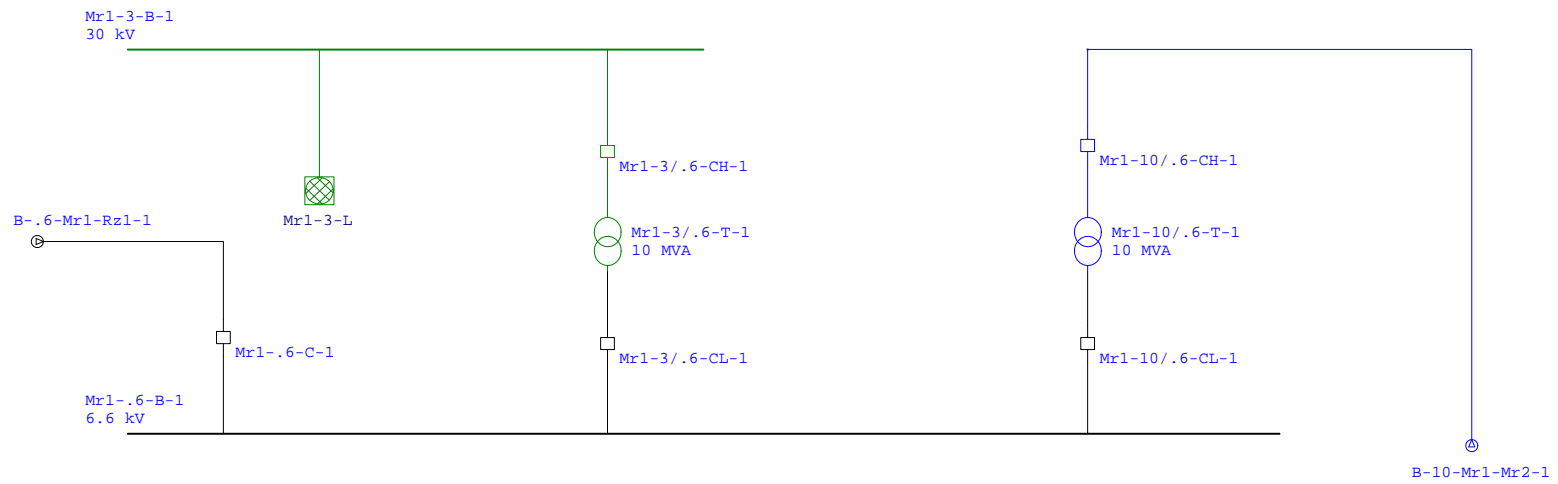 Mr1-3-B-1
30 kV
Mr1-3/.6-CH-1
Mr1-10/.6-CH-1
B-.6-Mr1-Rz1-1
Mr1-3-L
Mr1-3/.6-T-1
10 MVA
Mr1-10/.6-T-1
10 MVA
Mr1-.6-C-1
Mr1-3/.6-CL-1
Mr1-10/.6-CL-1
Mr1-.6-B-1
6.6 kV
B-10-Mr1-Mr2-1